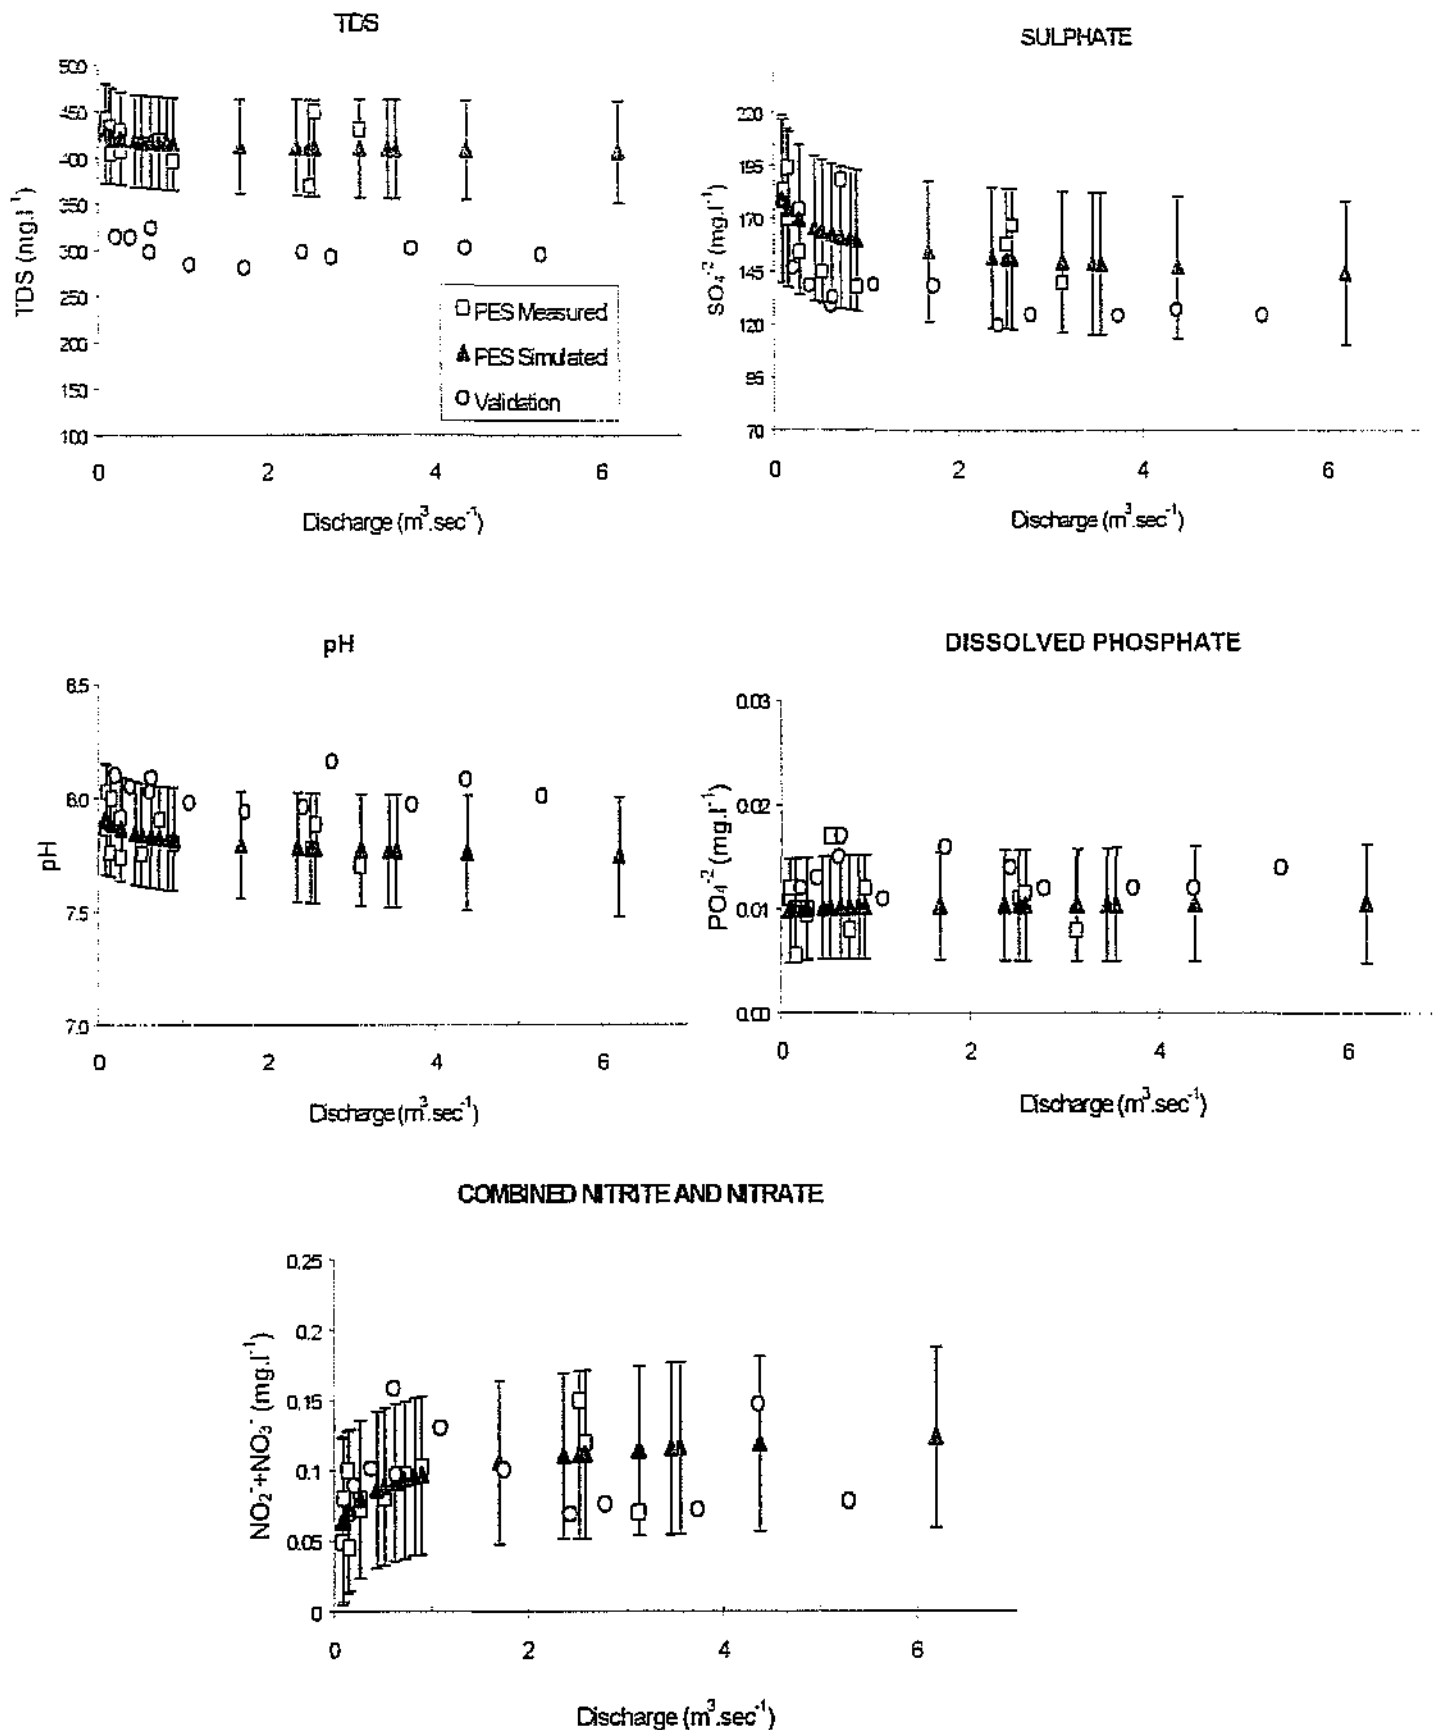 TDS
500
450
400
350
300
250
200
150
100
TDS (mg.l⁻¹)
0 2 4 6
Discharge (m³.sec⁻¹)
PES Measured
PES Simulated
Validation
SULPHATE
220
195
170
145
120
95
70
SO₄⁻² (mg.l⁻¹)
0 2 4 6
Discharge (m³.sec⁻¹)
pH
8.5
8.0
7.5
7.0
pH
0 2 4 6
Discharge (m³.sec⁻¹)
DISSOLVED PHOSPHATE
0.03
0.02
0.01
0.00
PO₄⁻² (mg.l⁻¹)
0 2 4 6
Discharge (m³.sec⁻¹)
COMBINED NITRITE AND NITRATE
0.25
0.2
0.15
0.1
0.05
0
NO₂⁻+NO₃⁻ (mg.l⁻¹)
0 2 4 6
Discharge (m³.sec⁻¹)